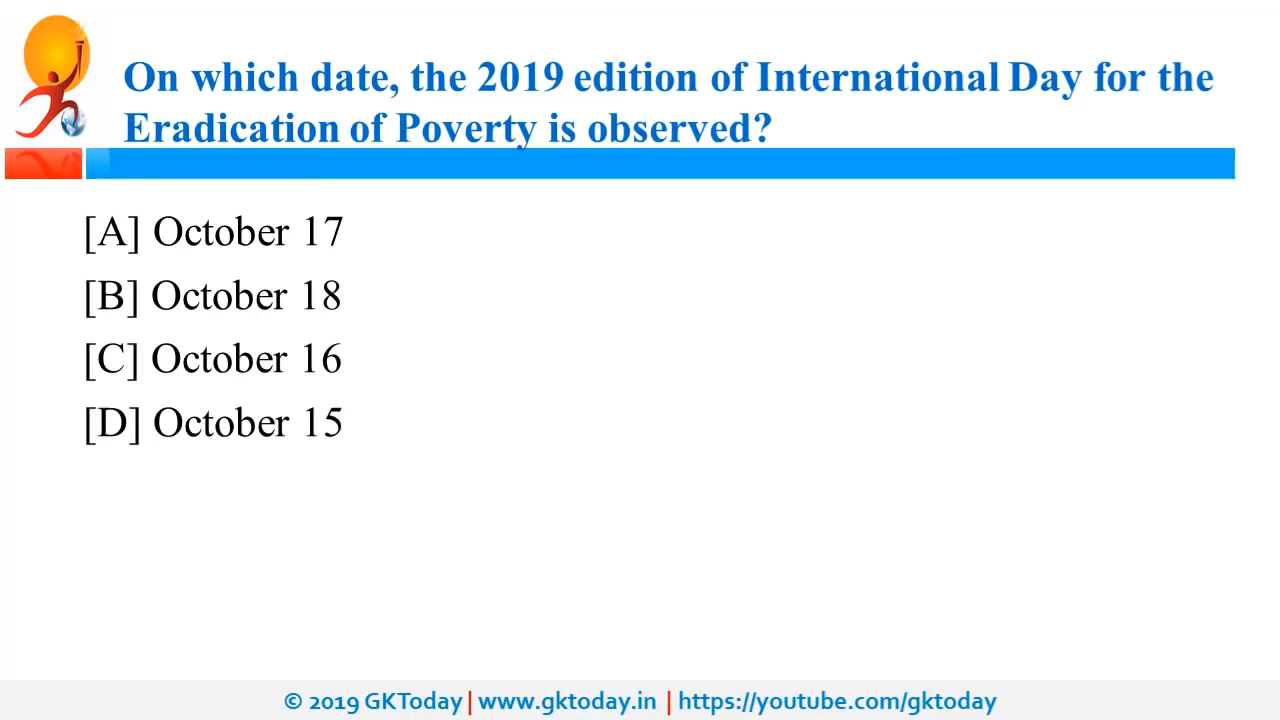 On which date, the 2019 edition of International Day for the
Eradication of Poverty is observed?
[A] October 17
[B] October 18
[C] October 16
[D] October 15
© 2019 GKToday | www.gktoday.in | https://youtube.com/gktoday